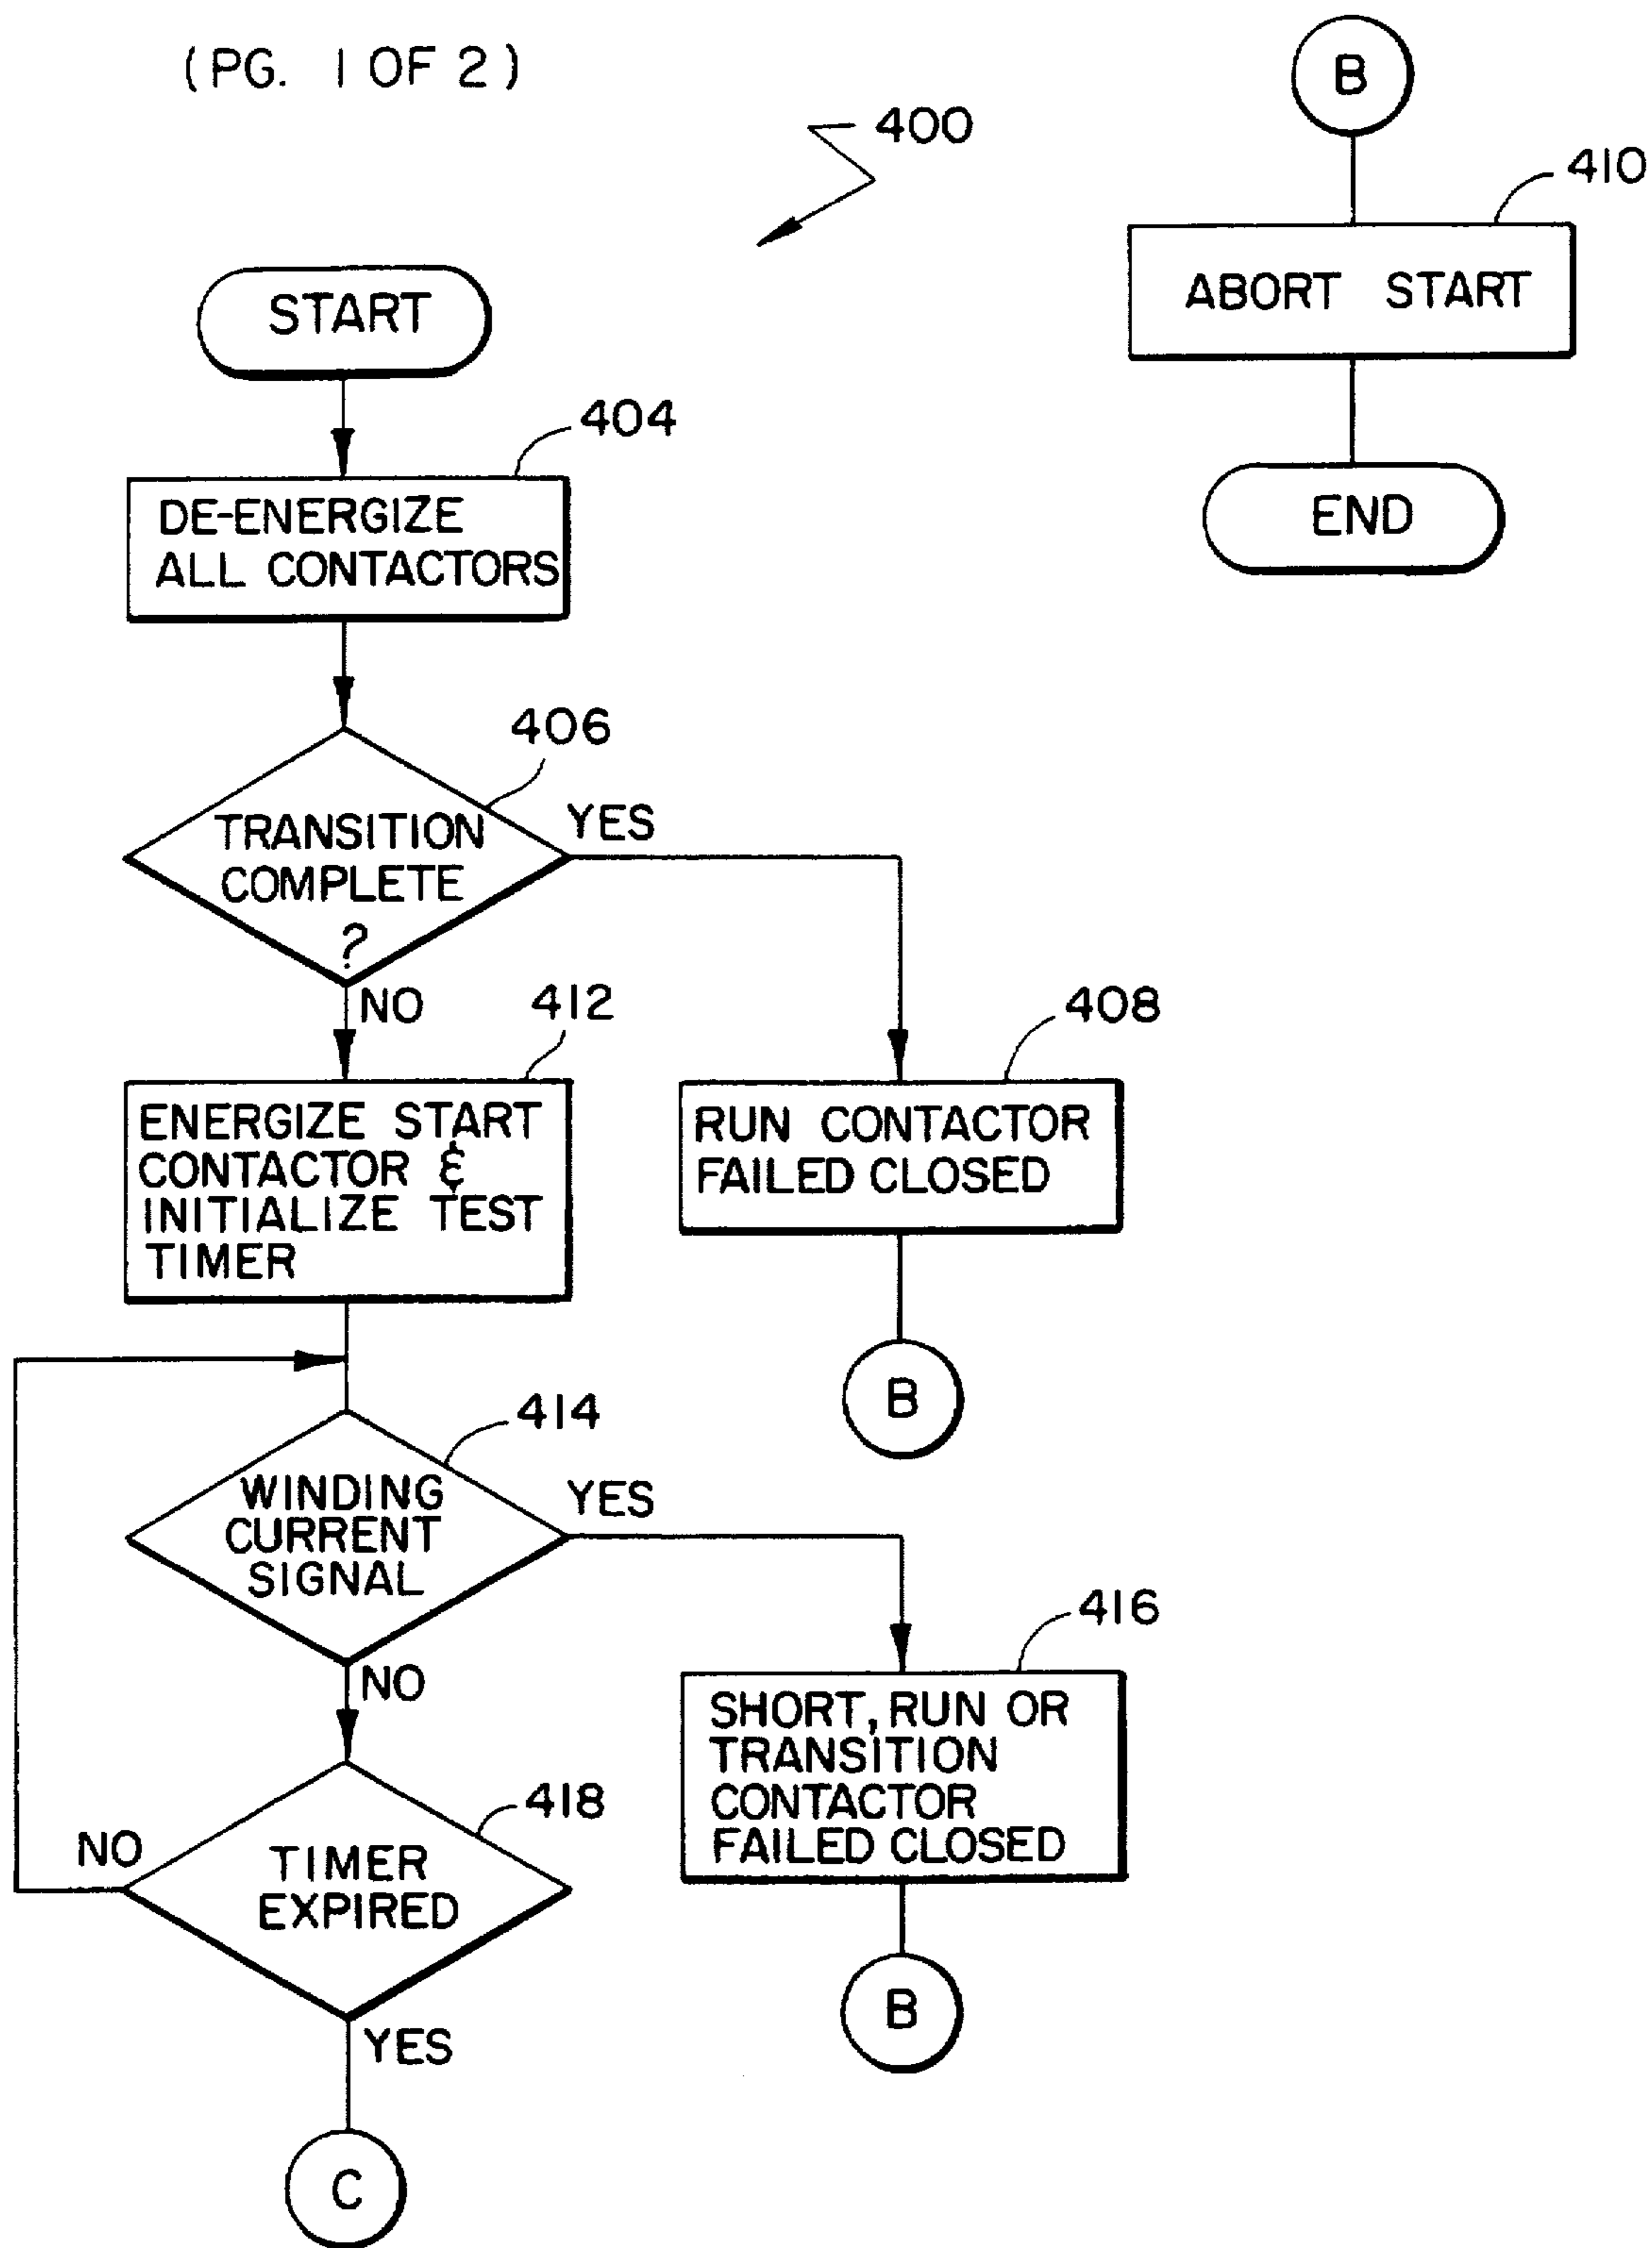 (PG. 1 OF 2)
400
B
410
ABORT START
END
START
404
DE-ENERGIZE
ALL CONTACTORS
406
TRANSITION
COMPLETE
?
YES
NO
412
ENERGIZE START
CONTACTOR &
INITIALIZE TEST
TIMER
408
RUN CONTACTOR
FAILED CLOSED
B
414
WINDING
CURRENT
SIGNAL
YES
NO
416
SHORT, RUN OR
TRANSITION
CONTACTOR
FAILED CLOSED
B
418
TIMER
EXPIRED
NO
YES
C